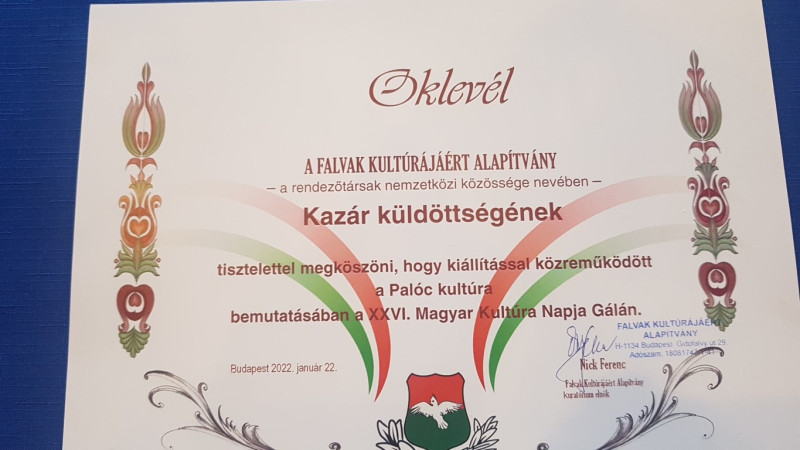 Oklevél
A FALVAK KULTÚRÁJÁÉRT ALAPÍTVÁNY
– a rendezőtársak nemzetközi közössége nevében –
Kazár küldöttségének
tisztelettel megköszöni, hogy kiállítással közreműködött
a Palóc kultúra
bemutatásában a XXVI. Magyar Kultúra Napja Gálán.
FALVAK KULTÚRÁJÁÉRT
ALAPÍTVÁNY
H-1134 Budapest,
Adószám:
Budapest 2022. január 22.
Nick Ferenc
Falvak Kultúrájáért Alapítvány
kuratórium elnök